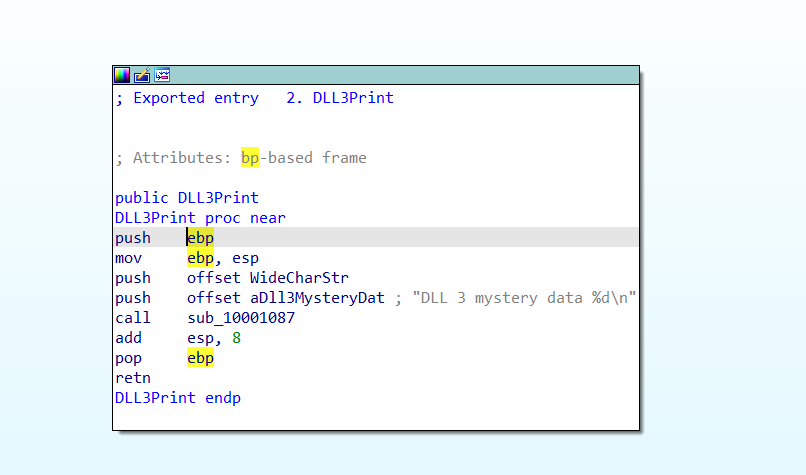 ; Exported entry   2. DLL3Print
; Attributes: bp-based frame
public DLL3Print
DLL3Print proc near
push    ebp
mov     ebp, esp
push    offset WideCharStr
push    offset aDll3MysteryDat ; "DLL 3 mystery data %d\n"
call    sub_10001087
add     esp, 8
pop     ebp
retn
DLL3Print endp